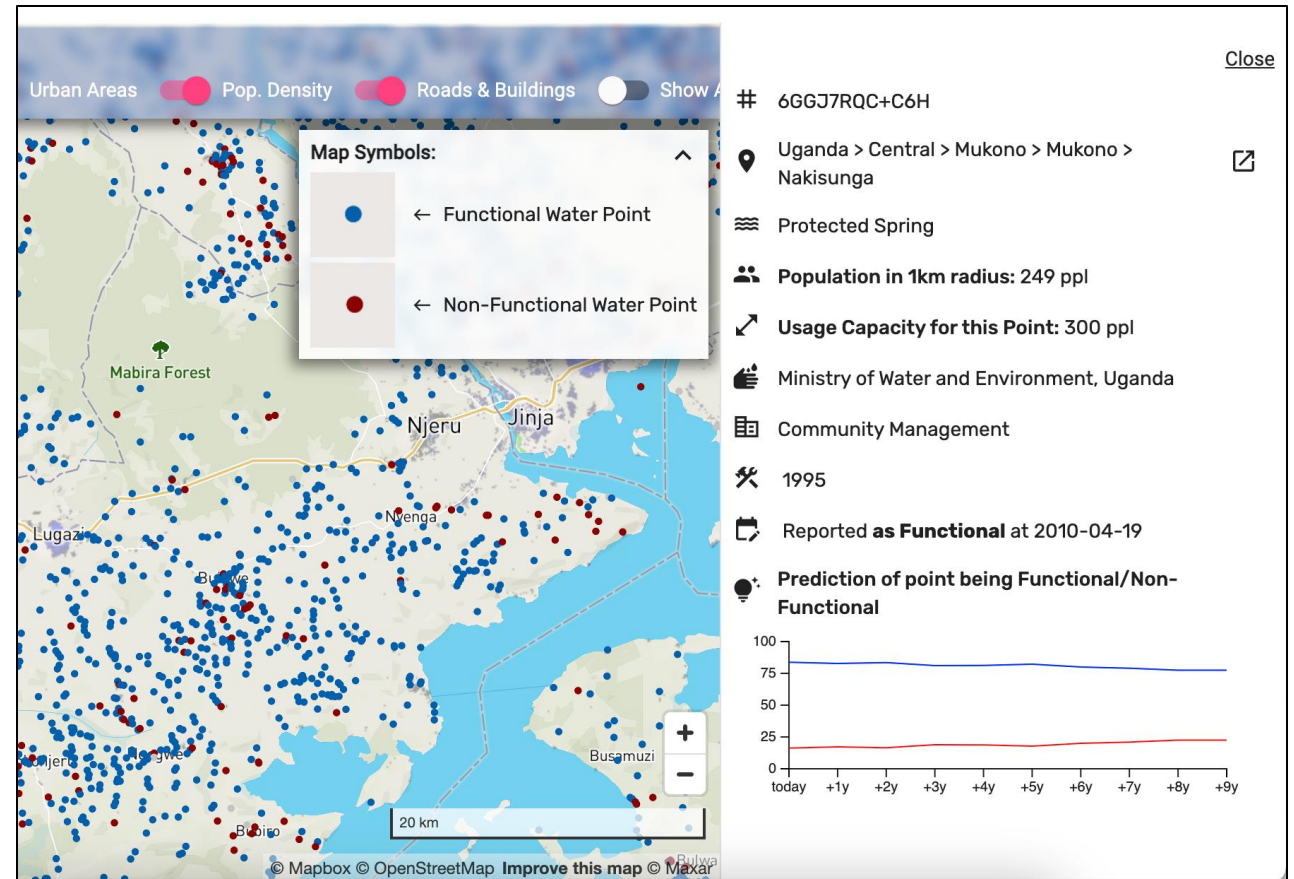 Urban Areas
Pop. Density
Roads & Buildings
Show
Map Symbols:
← Functional Water Point
← Non-Functional Water Point
Mabira Forest
Njeru
Jinja
Nyenga
Lugazi
Busamuzi
20 km
© Mapbox © OpenStreetMap Improve this map © Maxar
+
−
Close
# 6GGJ7RQC+C6H
Uganda > Central > Mukono > Mukono >
Nakisunga
Protected Spring
Population in 1km radius: 249 ppl
Usage Capacity for this Point: 300 ppl
Ministry of Water and Environment, Uganda
Community Management
1995
Reported as Functional at 2010-04-19
Prediction of point being Functional/Non-
Functional
100
75
50
25
0
today +1y +2y +3y +4y +5y +6y +7y +8y +9y